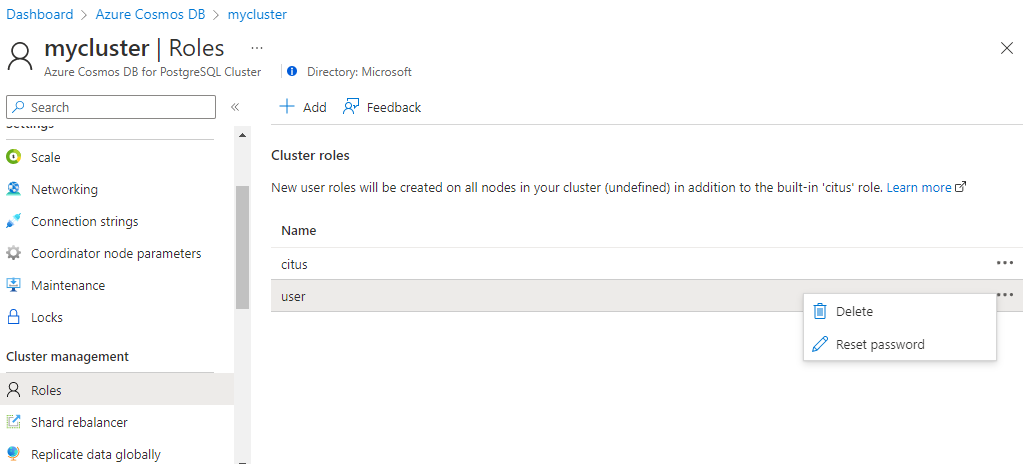 Dashboard > Azure Cosmos DB > mycluster
mycluster | Roles ...
Azure Cosmos DB for PostgreSQL Cluster
Directory: Microsoft
Search
«
Settings
Scale
Networking
Connection strings
Coordinator node parameters
Maintenance
Locks
Cluster management
Roles
Shard rebalancer
Replicate data globally
+ Add
Feedback
Cluster roles
New user roles will be created on all nodes in your cluster (undefined) in addition to the built-in 'citus' role. Learn more
Name
citus
user
Delete
Reset password